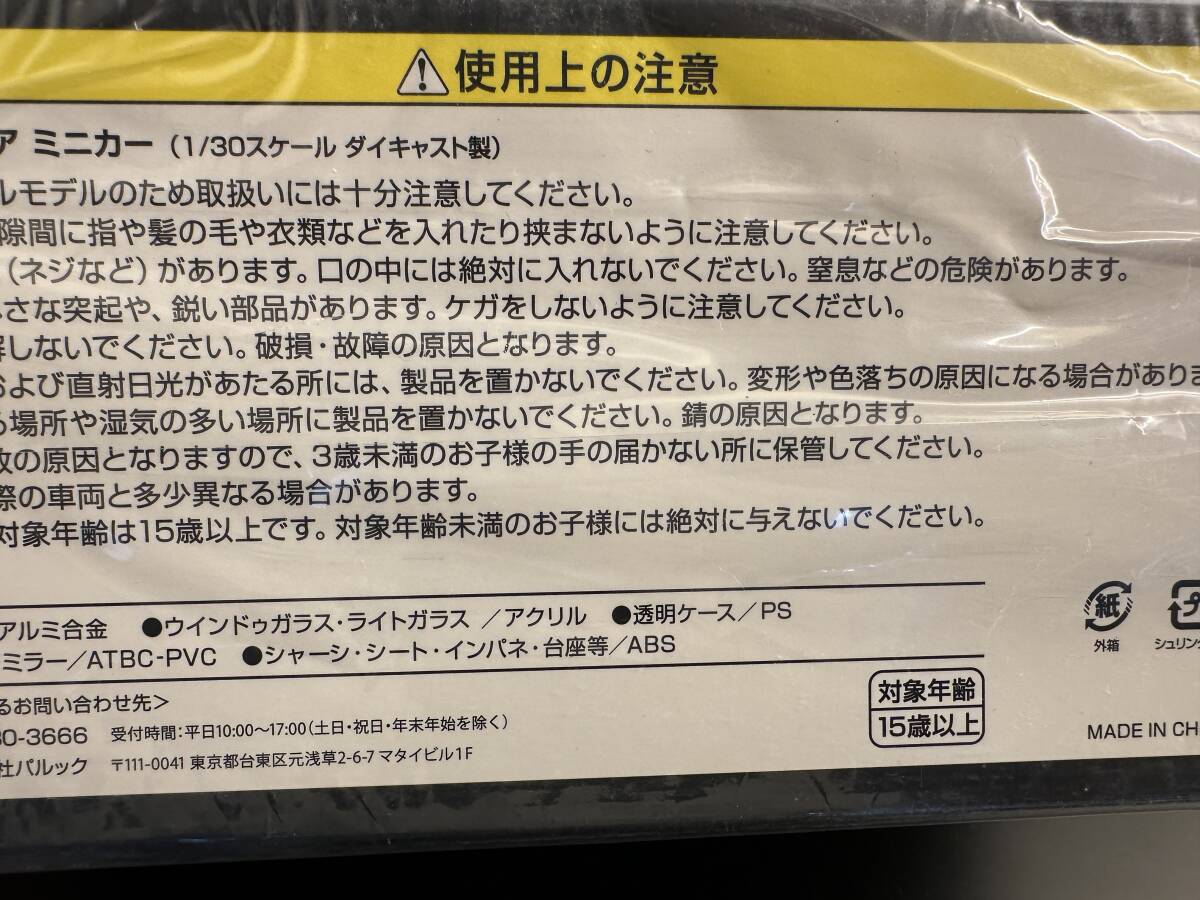 使用上の注意
ア ミニカー (1/30スケール ダイキャスト製)
ルモデルのため取扱いには十分注意してください。
隙間に指や髪の毛や衣類などを入れたり挟まないように注意してください。
(ネジなど)があります。口の中には絶対に入れないでください。窒息などの危険があります。
さな突起や、鋭い部品があります。ケガをしないように注意してください。
しないでください。破損・故障の原因となります。
および直射日光があたる所には、製品を置かないでください。変形や色落ちの原因になる場合がありま
る場所や湿気の多い場所に製品を置かないでください。錆の原因となります。
の原因となりますので、3歳未満のお子様の手の届かない所に保管してください。
際の車両と多少異なる場合があります。
対象年齢は15歳以上です。対象年齢未満のお子様には絶対に与えないでください。
アルミ合金 ●ウインドゥガラス・ライトガラス /アクリル ●透明ケース/PS
ミラー/ATBC-PVC ●シャーシ・シート・インパネ・台座等/ABS
紙
外箱
プ
シュリンク
るお問い合わせ先>
0-3666 受付時間:平日10:00〜17:00(土日・祝日・年末年始を除く)
社パルック 〒111-0041 東京都台東区元浅草2-6-7 マタイビル1F
対象年齢
15歳以上
MADE IN CH